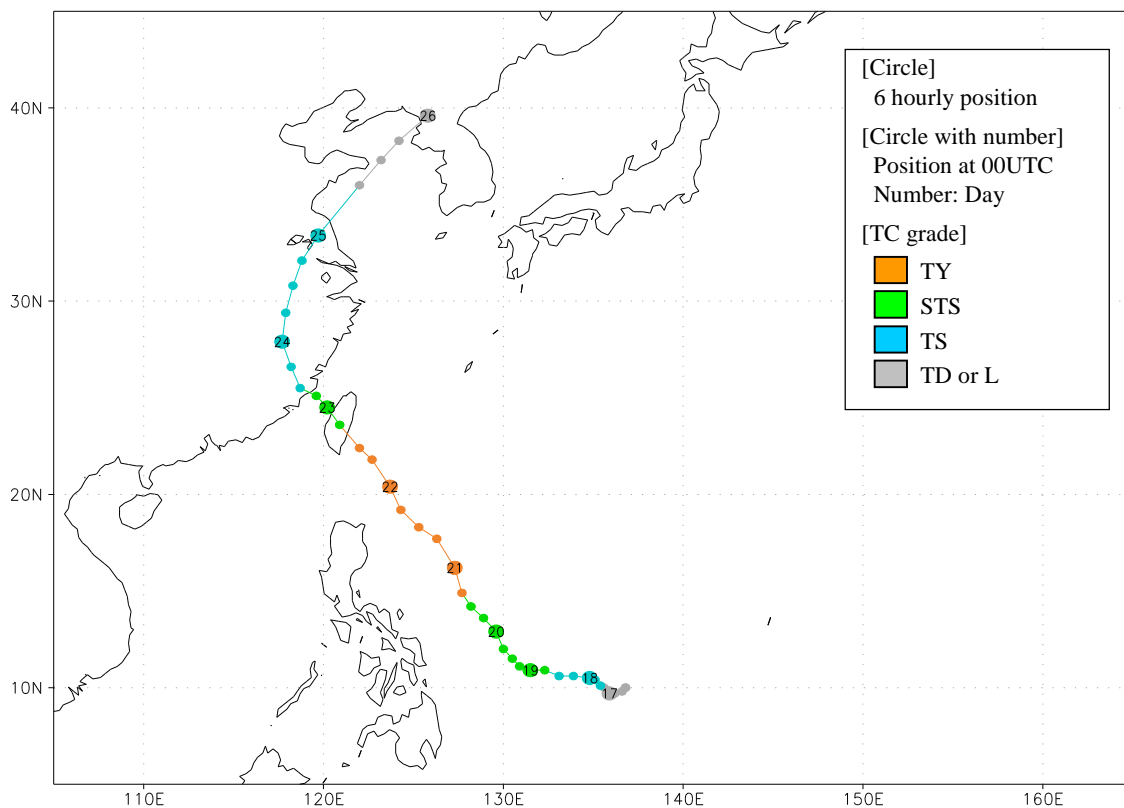 [Circle]
6 hourly position
[Circle with number]
Position at 00UTC
Number: Day
[TC grade]
TY
STS
TS
TD or L
40N
30N
20N
10N
26
25
24
23
22
21
20
19
18
17
110E 120E 130E 140E 150E 160E